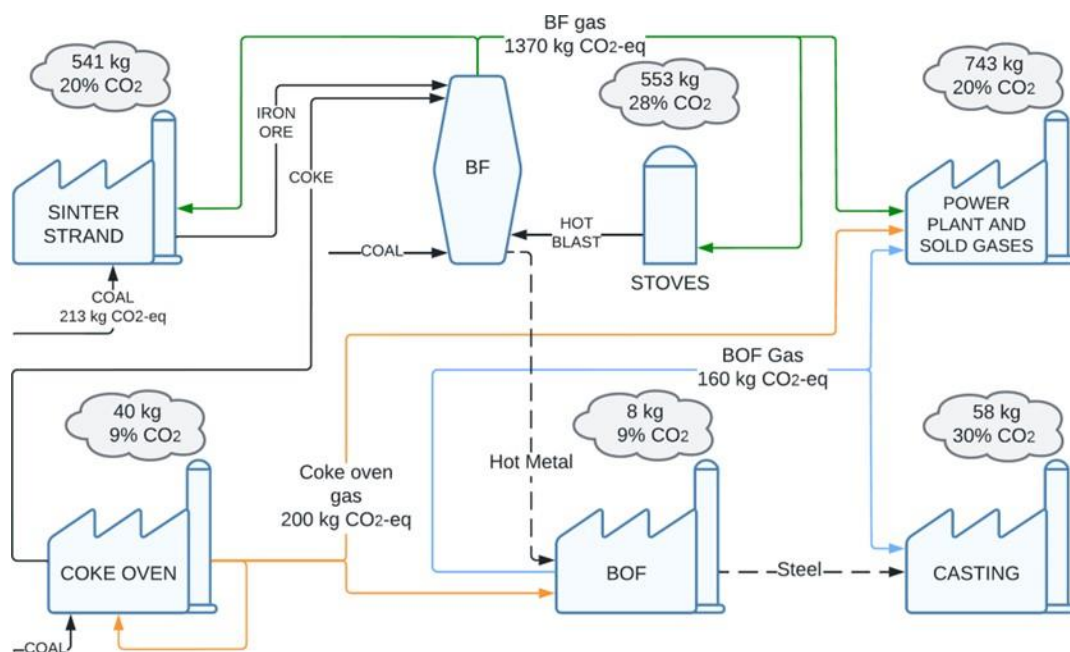 BF gas
1370 kg CO2-eq
541 kg
20% CO2
553 kg
28% CO2
743 kg
20% CO2
IRON
ORE
COKE
BF
SINTER
STRAND
HOT
BLAST
POWER
PLANT AND
SOLD GASES
COAL
STOVES
COAL
213 kg CO2-eq
BOF Gas
160 kg CO2-eq
40 kg
9% CO2
8 kg
9% CO2
58 kg
30% CO2
Hot Metal
Coke oven
gas
200 kg CO2-eq
COKE OVEN
BOF
Steel
CASTING
COAL